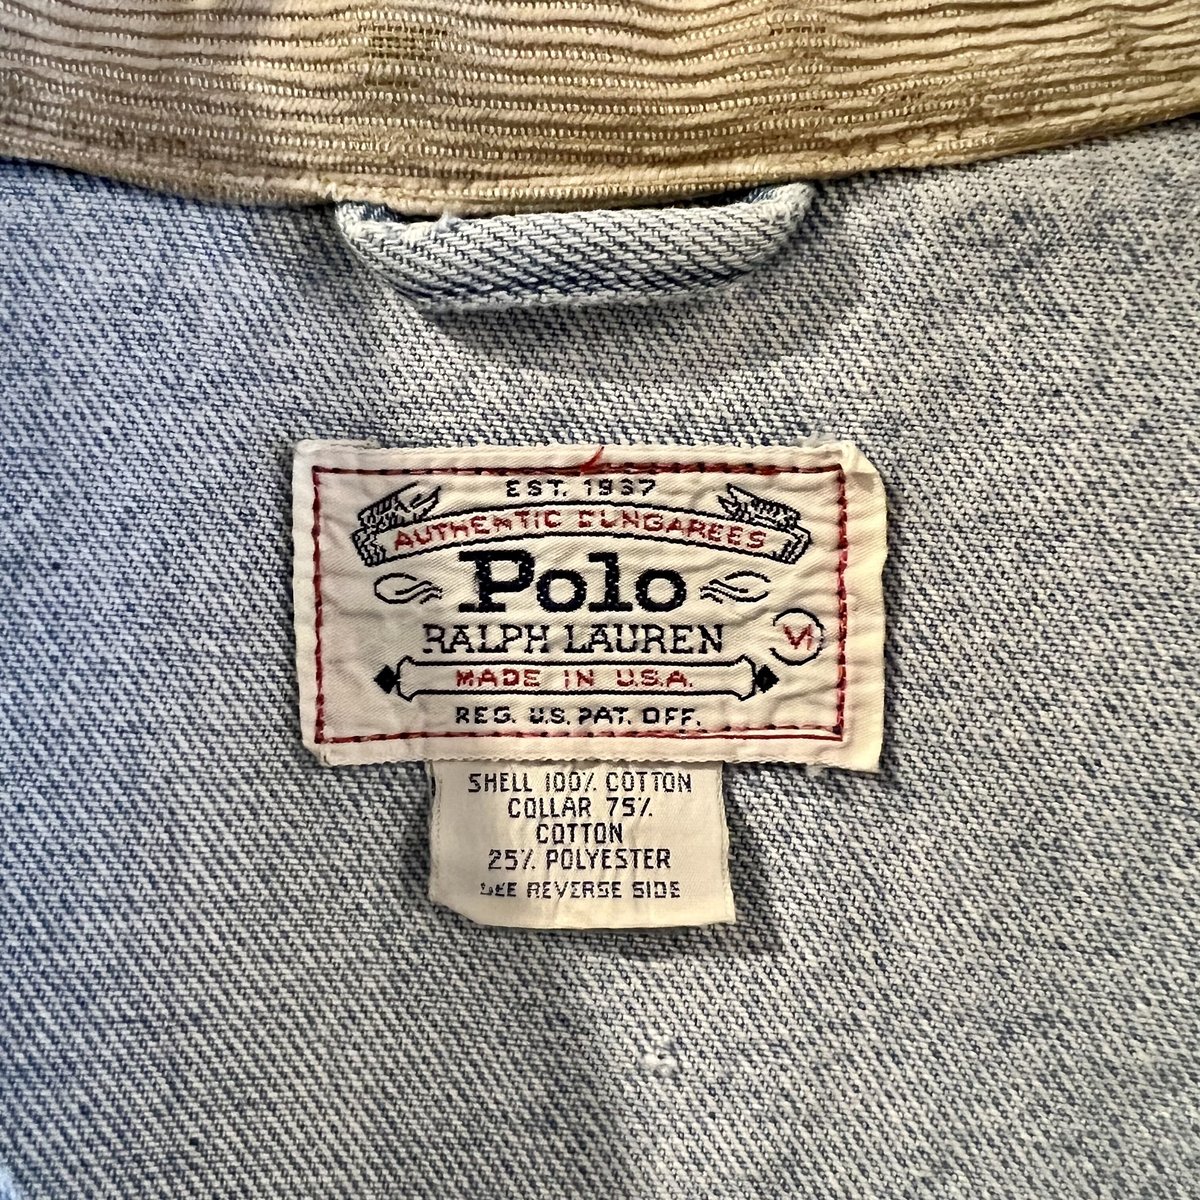 EST. 1937
AUTHENTIC DUNGAREES
Polo
RALPH LAUREN
M
MADE IN U.S.A.
REG. U.S. PAT. OFF.
SHELL 100% COTTON
COLLAR 75%
COTTON
25% POLYESTER
SEE REVERSE SIDE